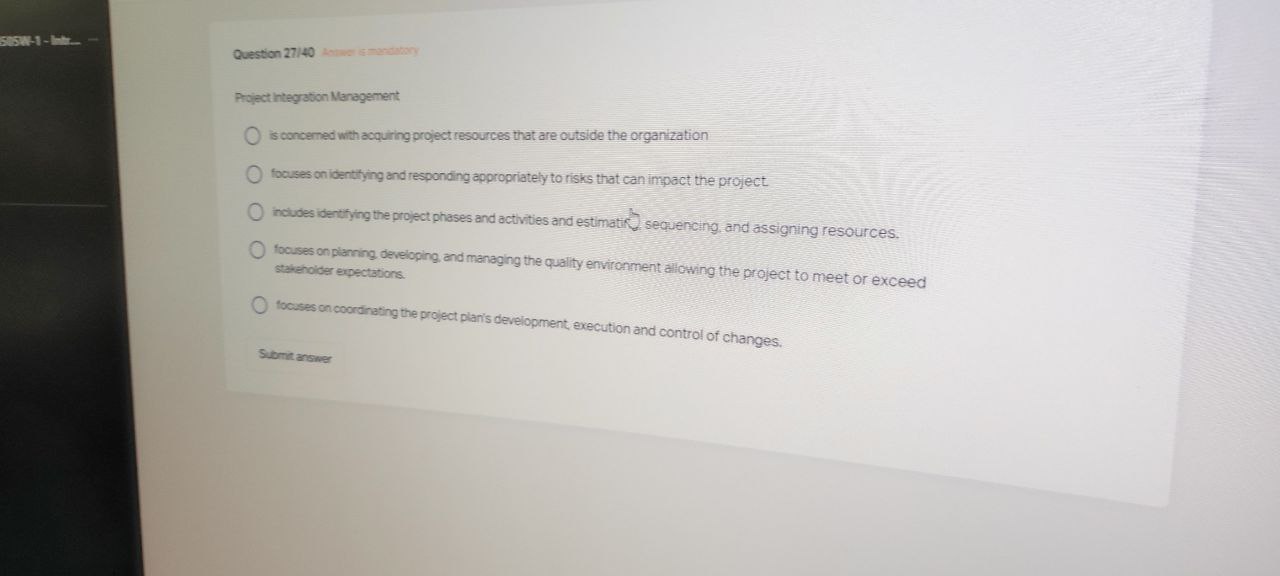 505W-1 - Intr... ...
Question 27/40 Answer is mandatory
Project Integration Management
is concerned with acquiring project resources that are outside the organization
focuses on identifying and responding appropriately to risks that can impact the project.
includes identifying the project phases and activities and estimatin sequencing, and assigning resources.
focuses on planning, developing, and managing the quality environment allowing the project to meet or exceed
stakeholder expectations.
focuses on coordinating the project plan's development, execution and control of changes.
Submit answer